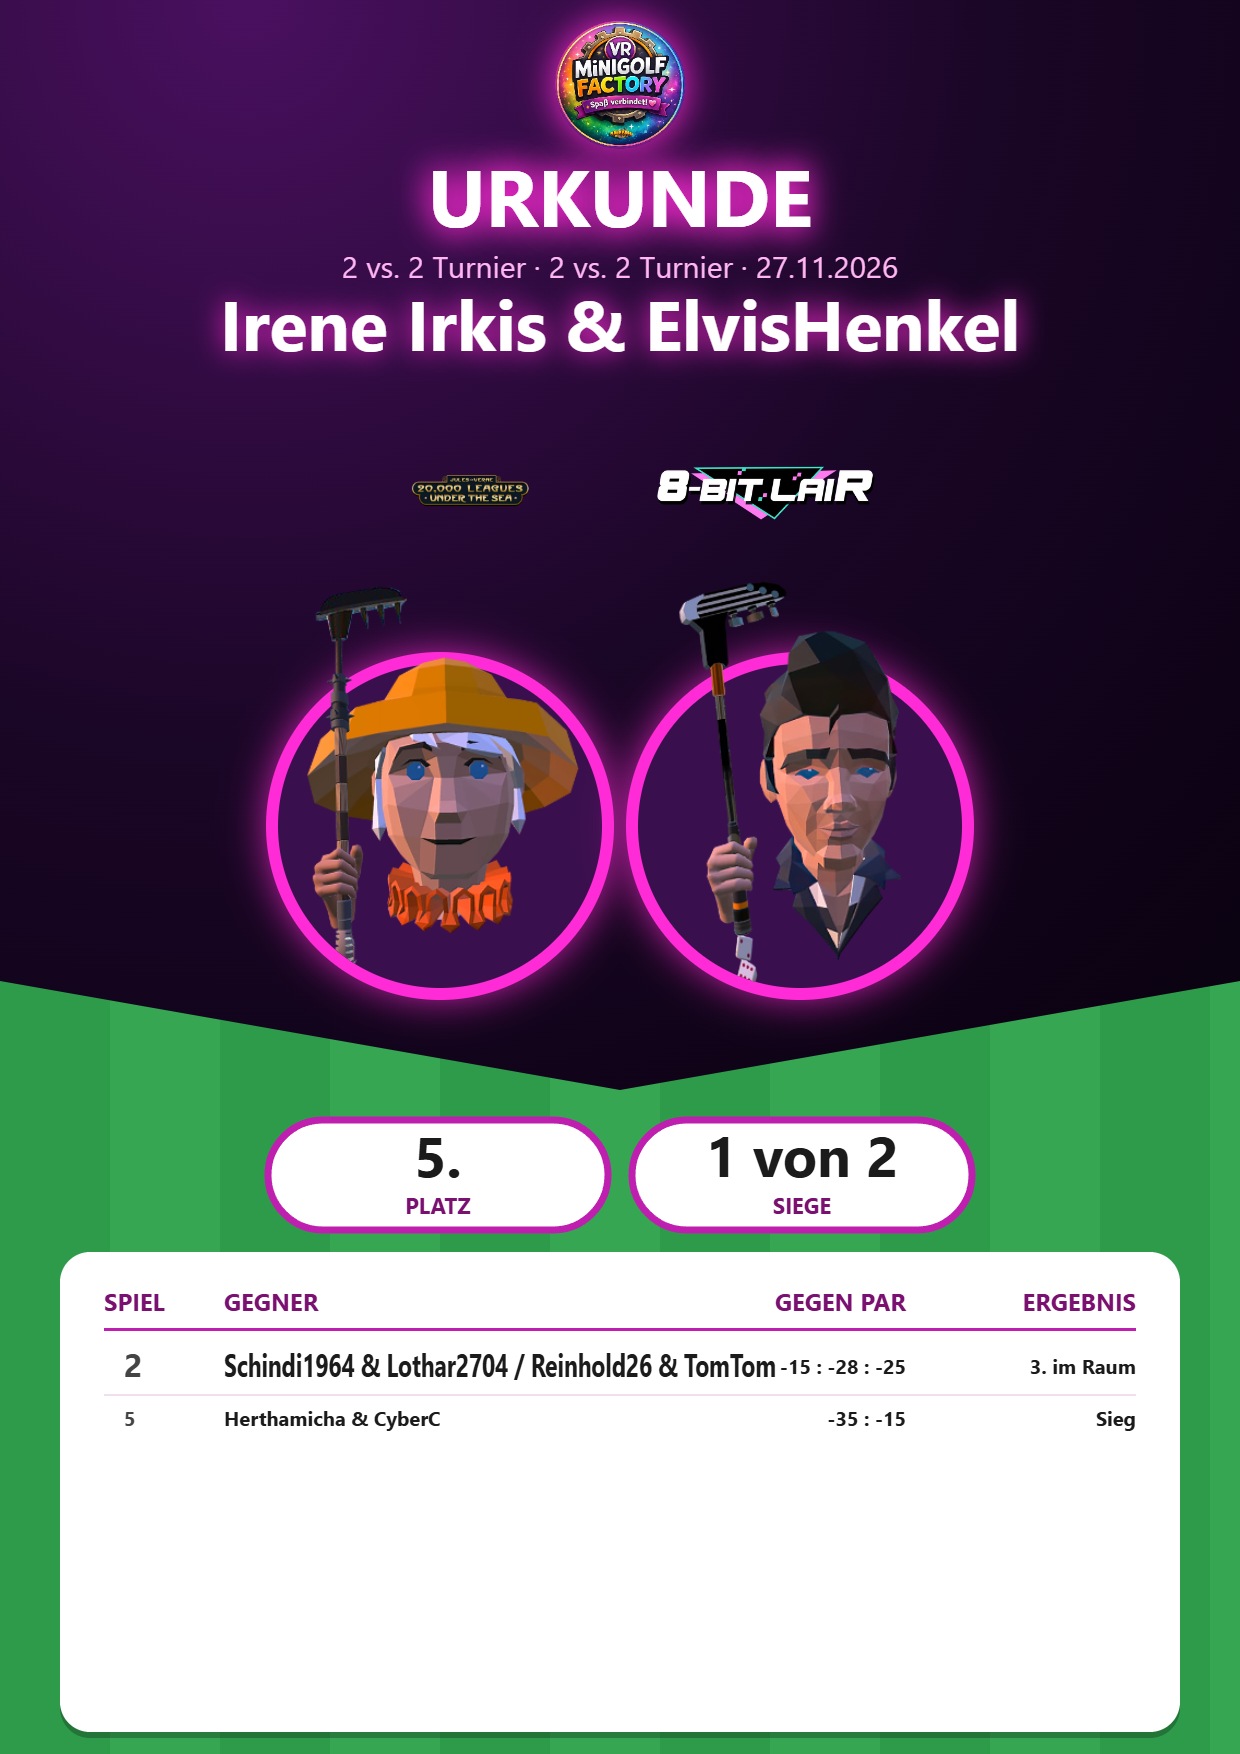 VR
MINIGOLF
FACTORY
Spaß verbindet!
URKUNDE
2 vs. 2 Turnier · 2 vs. 2 Turnier · 27.11.2026
Irene Irkis & ElvisHenkel
JULES VERNE
20,000 LEAGUES
UNDER THE SEA
8-BIT LAIR
5.
PLATZ
1 von 2
SIEGE
SPIEL GEGNER GEGEN PAR ERGEBNIS
2 Schindi1964 & Lothar2704 / Reinhold26 & TomTom -15 : -28 : -25 3. im Raum
5 Herthamicha & CyberC -35 : -15 Sieg